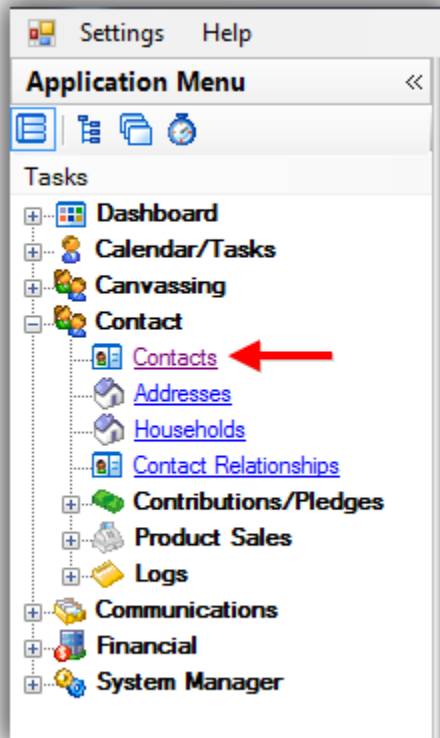 Settings Help
Application Menu
Tasks
Dashboard
Calendar/Tasks
Canvassing
Contact
Contacts
Addresses
Households
Contact Relationships
Contributions/Pledges
Product Sales
Logs
Communications
Financial
System Manager